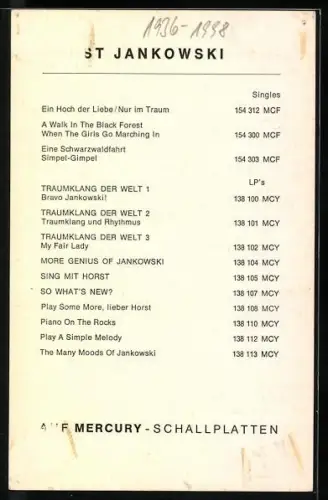 1936-1998
ST JANKOWSKI
Singles
Ein Hoch der Liebe/Nur im Traum 154 312 MCF
A Walk In The Black Forest
When The Girls Go Marching In 154 300 MCF
Eine Schwarzwaldfahrt
Simpel-Gimpel 154 303 MCF
LP's
TRAUMKLANG DER WELT 1
Bravo Jankowski! 138 100 MCY
TRAUMKLANG DER WELT 2
Traumklang und Rhythmus 138 101 MCY
TRAUMKLANG DER WELT 3
My Fair Lady 138 102 MCY
MORE GENIUS OF JANKOWSKI 138 104 MCY
SING MIT HORST 138 105 MCY
SO WHAT'S NEW? 138 107 MCY
Play Some More, lieber Horst 138 108 MCY
Piano On The Rocks 138 110 MCY
Play A Simple Melody 138 112 MCY
The Many Moods Of Jankowski 138 113 MCY
MERCURY-SCHALLPLATTEN